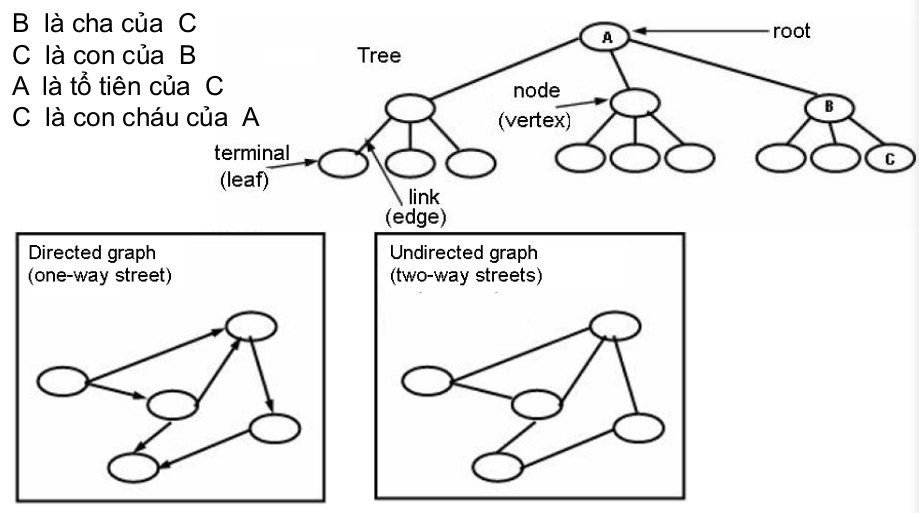 B là cha của C
C là con của B
A là tổ tiên của C
C là con cháu của A
Tree
A
root
node
(vertex)
B
terminal
(leaf)
C
link
(edge)
Directed graph
(one-way street)
Undirected graph
(two-way streets)